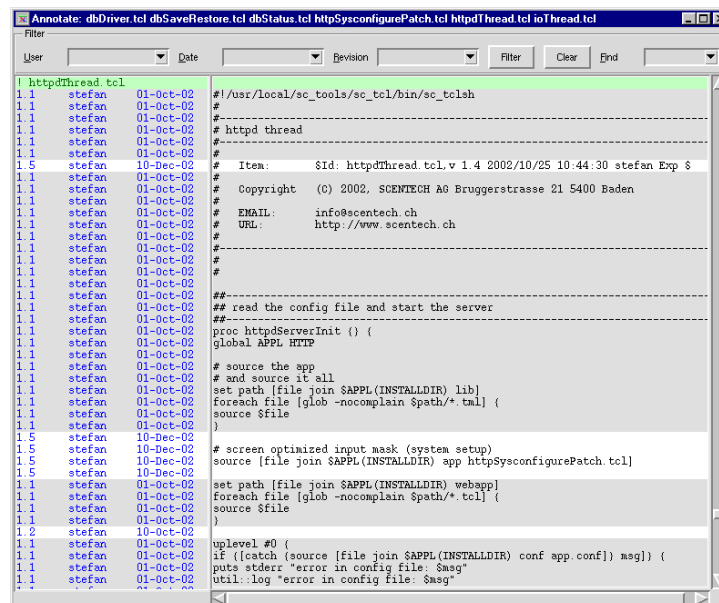 Annotate: dbDriver.tcl dbSaveRestore.tcl dbStatus.tcl httpSysconfigurePatch.tcl httpdThread.tcl ioThread.tcl
Filter
User Date Revision Filter Clear Find
! httpdThread.tcl
1.1 stefan 01-Oct-02 #!/usr/local/sc_tools/sc_tcl/bin/sc_tclsh
1.1 stefan 01-Oct-02 #
1.1 stefan 01-Oct-02 #------------------------------------------------------------------------------
1.1 stefan 01-Oct-02 # httpd thread
1.1 stefan 01-Oct-02 #------------------------------------------------------------------------------
1.1 stefan 01-Oct-02 #
1.5 stefan 10-Dec-02 # Item: $Id: httpdThread.tcl,v 1.4 2002/10/25 10:44:30 stefan Exp $
1.1 stefan 01-Oct-02 #
1.1 stefan 01-Oct-02 # Copyright (C) 2002, SCENTECH AG Bruggerstrasse 21 5400 Baden
1.1 stefan 01-Oct-02 #
1.1 stefan 01-Oct-02 # EMAIL: info@scentech.ch
1.1 stefan 01-Oct-02 # URL: http://www.scentech.ch
1.1 stefan 01-Oct-02 #
1.1 stefan 01-Oct-02 #------------------------------------------------------------------------------
1.1 stefan 01-Oct-02 #
1.1 stefan 01-Oct-02 #
1.1 stefan 01-Oct-02
1.1 stefan 01-Oct-02 ##-----------------------------------------------------------------------------
1.1 stefan 01-Oct-02 ## read the config file and start the server
1.1 stefan 01-Oct-02 ##-----------------------------------------------------------------------------
1.1 stefan 01-Oct-02 proc httpdServerInit {} {
1.1 stefan 01-Oct-02 global APPL HTTP
1.1 stefan 01-Oct-02
1.1 stefan 01-Oct-02 # source the app
1.1 stefan 01-Oct-02 # and source it all
1.1 stefan 01-Oct-02 set path [file join $APPL(INSTALLDIR) lib]
1.1 stefan 01-Oct-02 foreach file [glob -nocomplain $path/*.tml] {
1.1 stefan 01-Oct-02 source $file
1.1 stefan 01-Oct-02 }
1.5 stefan 10-Dec-02
1.5 stefan 10-Dec-02 # screen optimized input mask (system setup)
1.5 stefan 10-Dec-02 source [file join $APPL(INSTALLDIR) app httpSysconfigurePatch.tcl]
1.5 stefan 10-Dec-02
1.1 stefan 01-Oct-02 set path [file join $APPL(INSTALLDIR) webapp]
1.1 stefan 01-Oct-02 foreach file [glob -nocomplain $path/*.tcl] {
1.1 stefan 01-Oct-02 source $file
1.1 stefan 01-Oct-02 }
1.2 stefan 10-Oct-02
1.1 stefan 01-Oct-02 uplevel #0 {
1.1 stefan 01-Oct-02 if {[catch {source [file join $APPL(INSTALLDIR) conf app.conf]} msg]} {
1.1 stefan 01-Oct-02 puts stderr "error in config file: $msg"
1.1 stefan 01-Oct-02 util::log "error in config file: $msg"